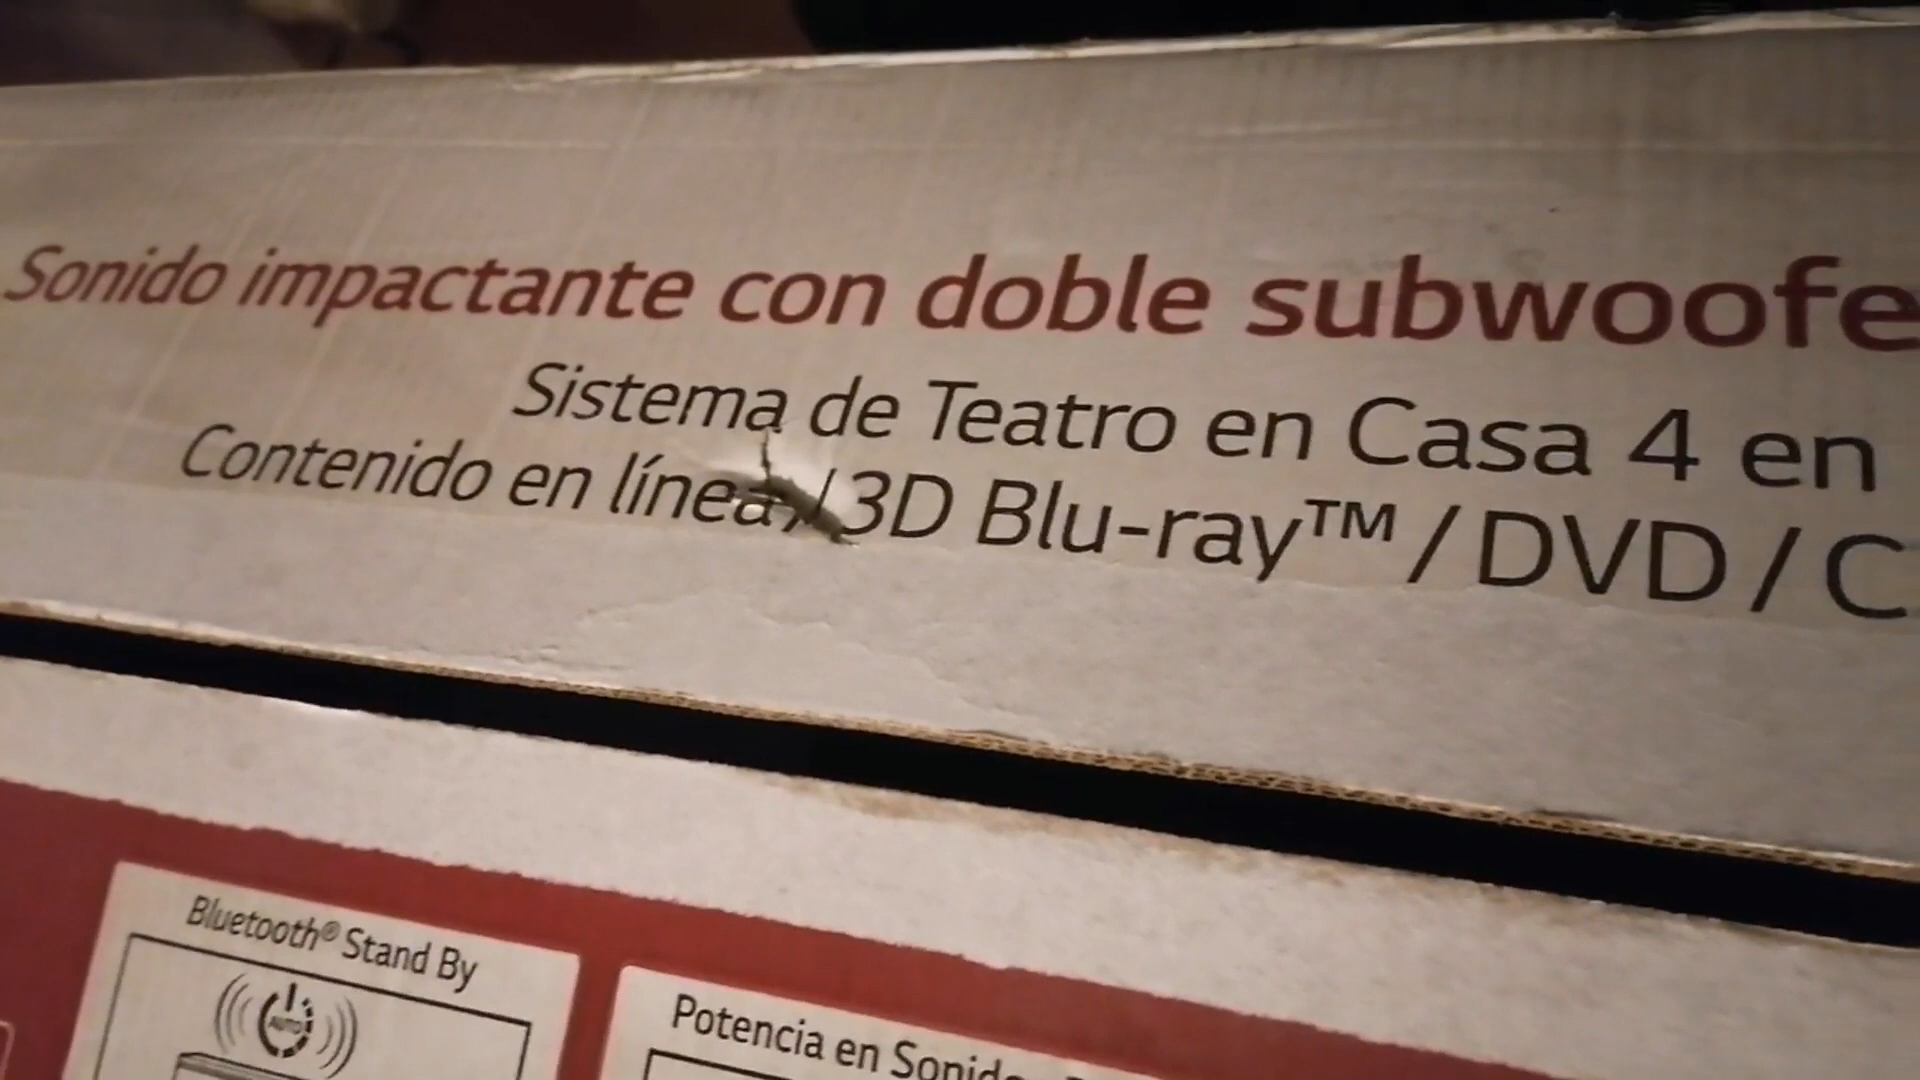 Sonido impactante con doble subwoofe
Sistema de Teatro en Casa 4 en
Contenido en línea / 3D Blu-ray™ / DVD / C
Bluetooth® Stand By
AUTO
Potencia en Sonido